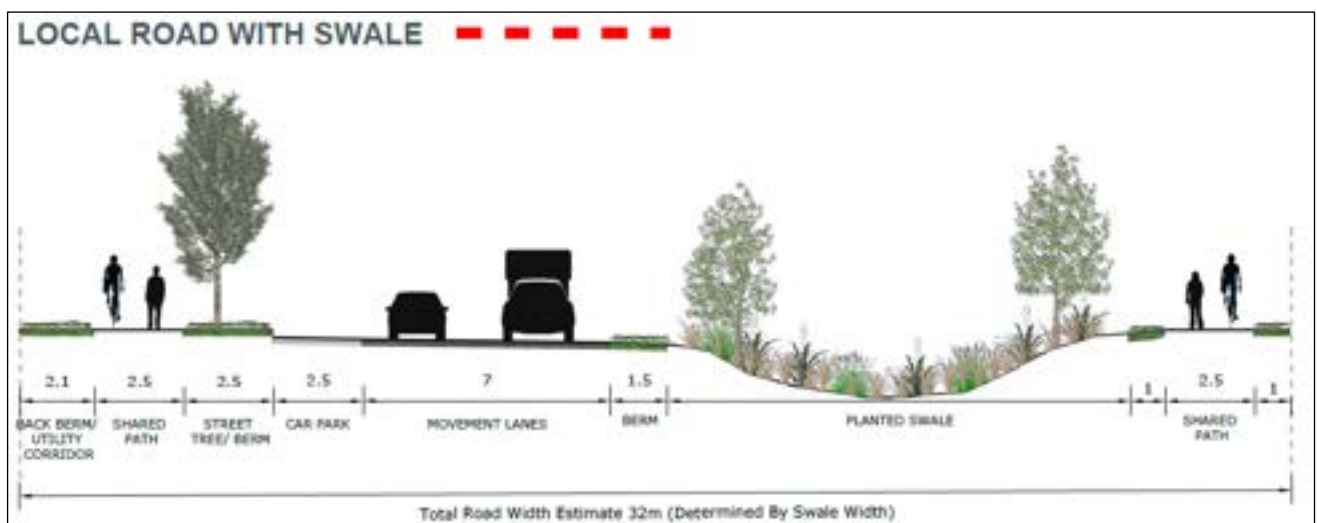 LOCAL ROAD WITH SWALE
2.1 2.5 2.5 2.5 7 1.5 1 2.5 1
BACK BERM/
UTILITY
CORRIDOR
SHARED
PATH
STREET
TREE/ BERM
CAR PARK
MOVEMENT LANES
BERM
PLANTED SWALE
SHARED
PATH
Total Road Width Estimate 32m (Determined By Swale Width)